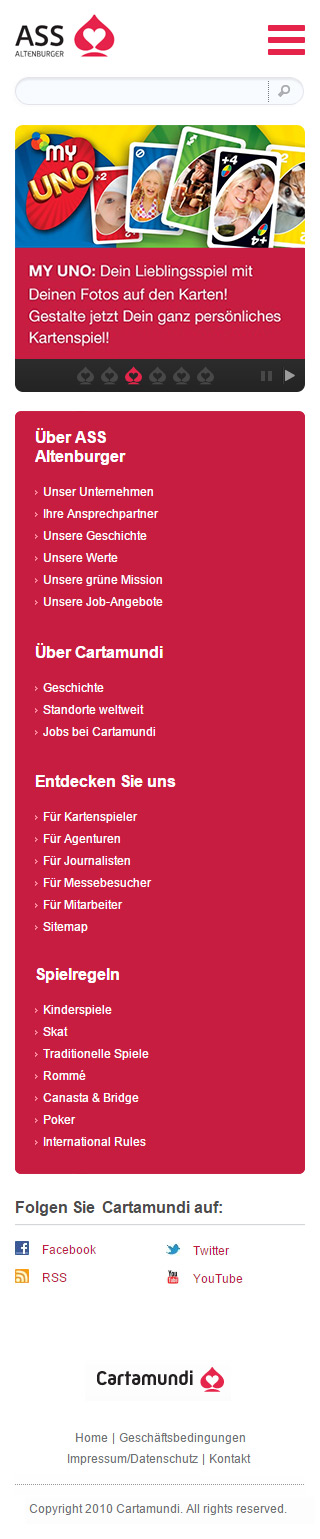 ASS
ALTENBURGER
MY
UNO
+2
+4
+4
MY UNO: Dein Lieblingsspiel mit
Deinen Fotos auf den Karten!
Gestalte jetzt Dein ganz persönliches
Kartenspiel!
Über ASS
Altenburger
Unser Unternehmen
Ihre Ansprechpartner
Unsere Geschichte
Unsere Werte
Unsere grüne Mission
Unsere Job-Angebote
Über Cartamundi
Geschichte
Standorte weltweit
Jobs bei Cartamundi
Entdecken Sie uns
Für Kartenspieler
Für Agenturen
Für Journalisten
Für Messebesucher
Für Mitarbeiter
Sitemap
Spielregeln
Kinderspiele
Skat
Traditionelle Spiele
Rommé
Canasta & Bridge
Poker
International Rules
Folgen Sie Cartamundi auf:
Facebook
Twitter
RSS
YouTube
Cartamundi
Home | Geschäftsbedingungen
Impressum/Datenschutz | Kontakt
Copyright 2010 Cartamundi. All rights reserved.